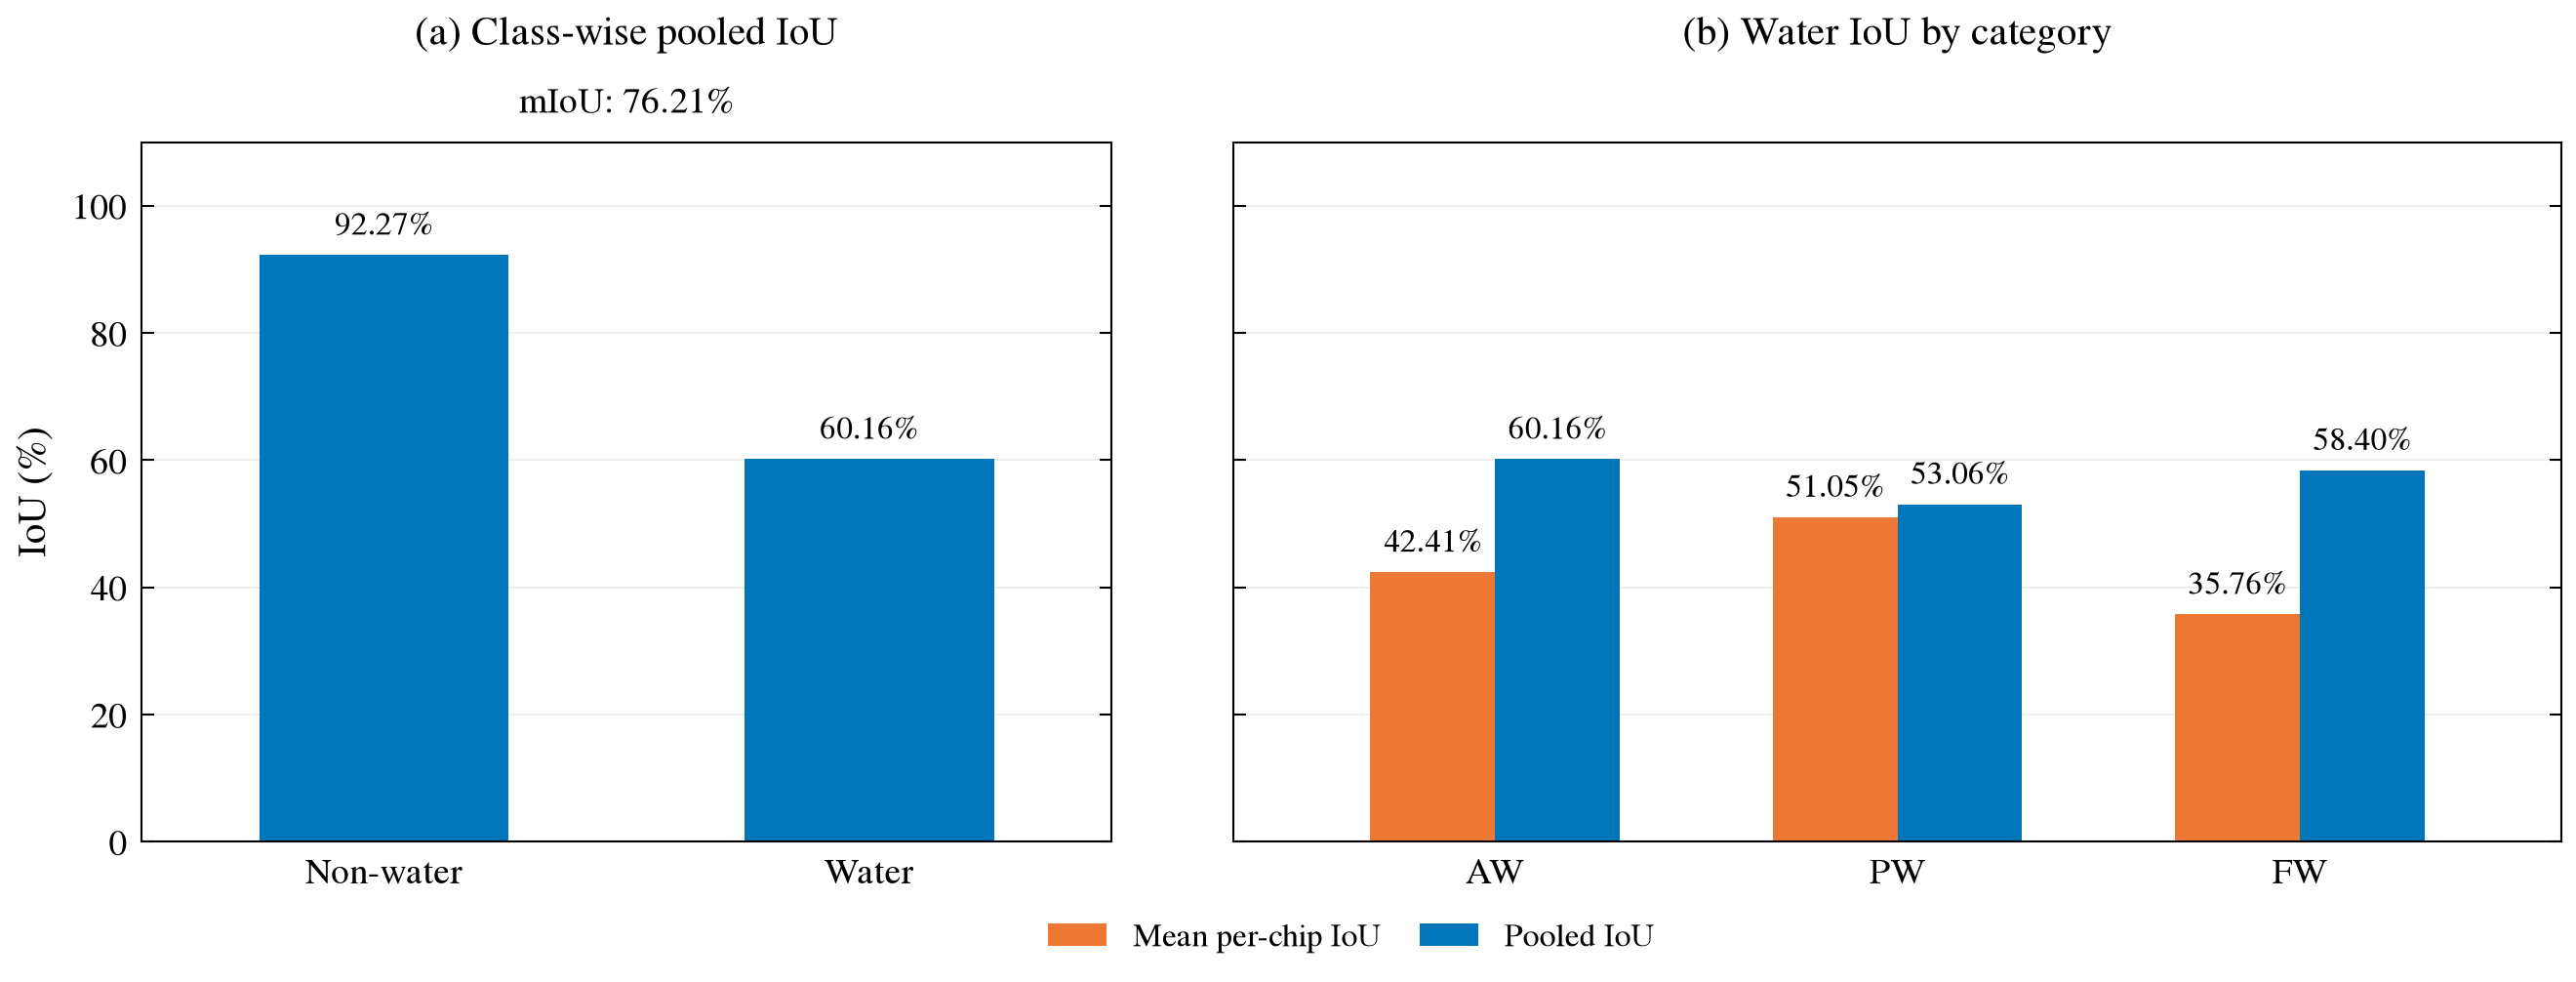 (a) Class-wise pooled IoU
mIoU: 76.21%
IoU (%)
100
80
60
40
20
0
92.27%
60.16%
Non-water
Water
(b) Water IoU by category
42.41%
60.16%
51.05%
53.06%
35.76%
58.40%
AW
PW
FW
Mean per-chip IoU
Pooled IoU